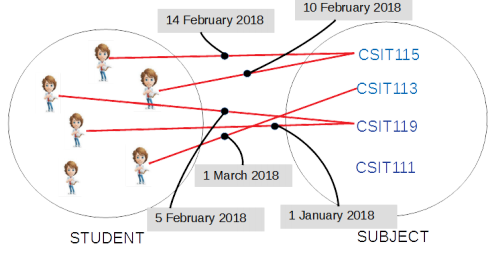 10 February 2018
14 February 2018
CSIT115
CSIT113
CSIT119
CSIT111
1 March 2018
5 February 2018
1 January 2018
STUDENT
SUBJECT